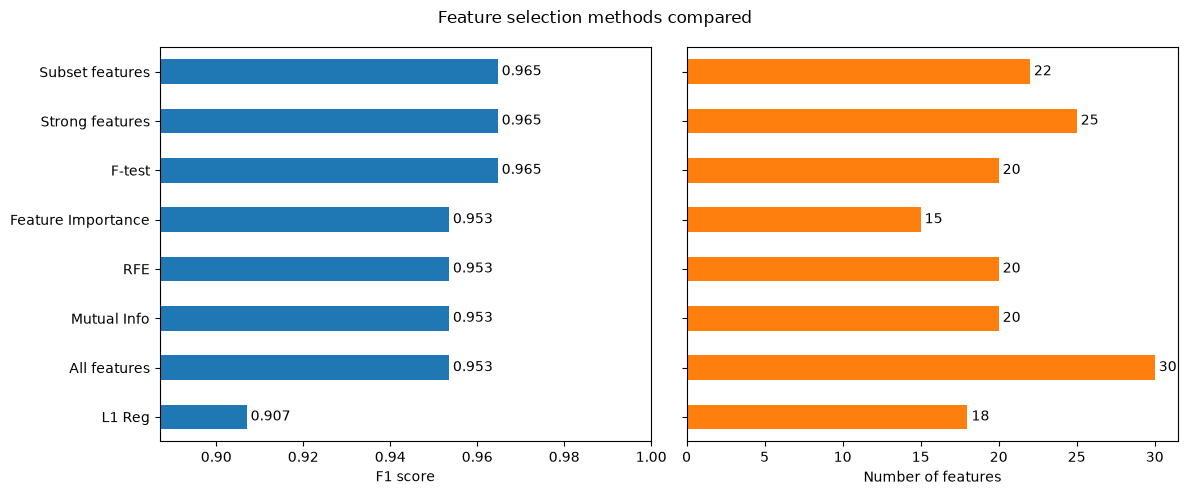 Feature selection methods compared
Subset features 0.965 22
Strong features 0.965 25
F-test 0.965 20
Feature Importance 0.953 15
RFE 0.953 20
Mutual Info 0.953 20
All features 0.953 30
L1 Reg 0.907 18
0.90 0.92 0.94 0.96 0.98 1.00 0 5 10 15 20 25 30
F1 score Number of features